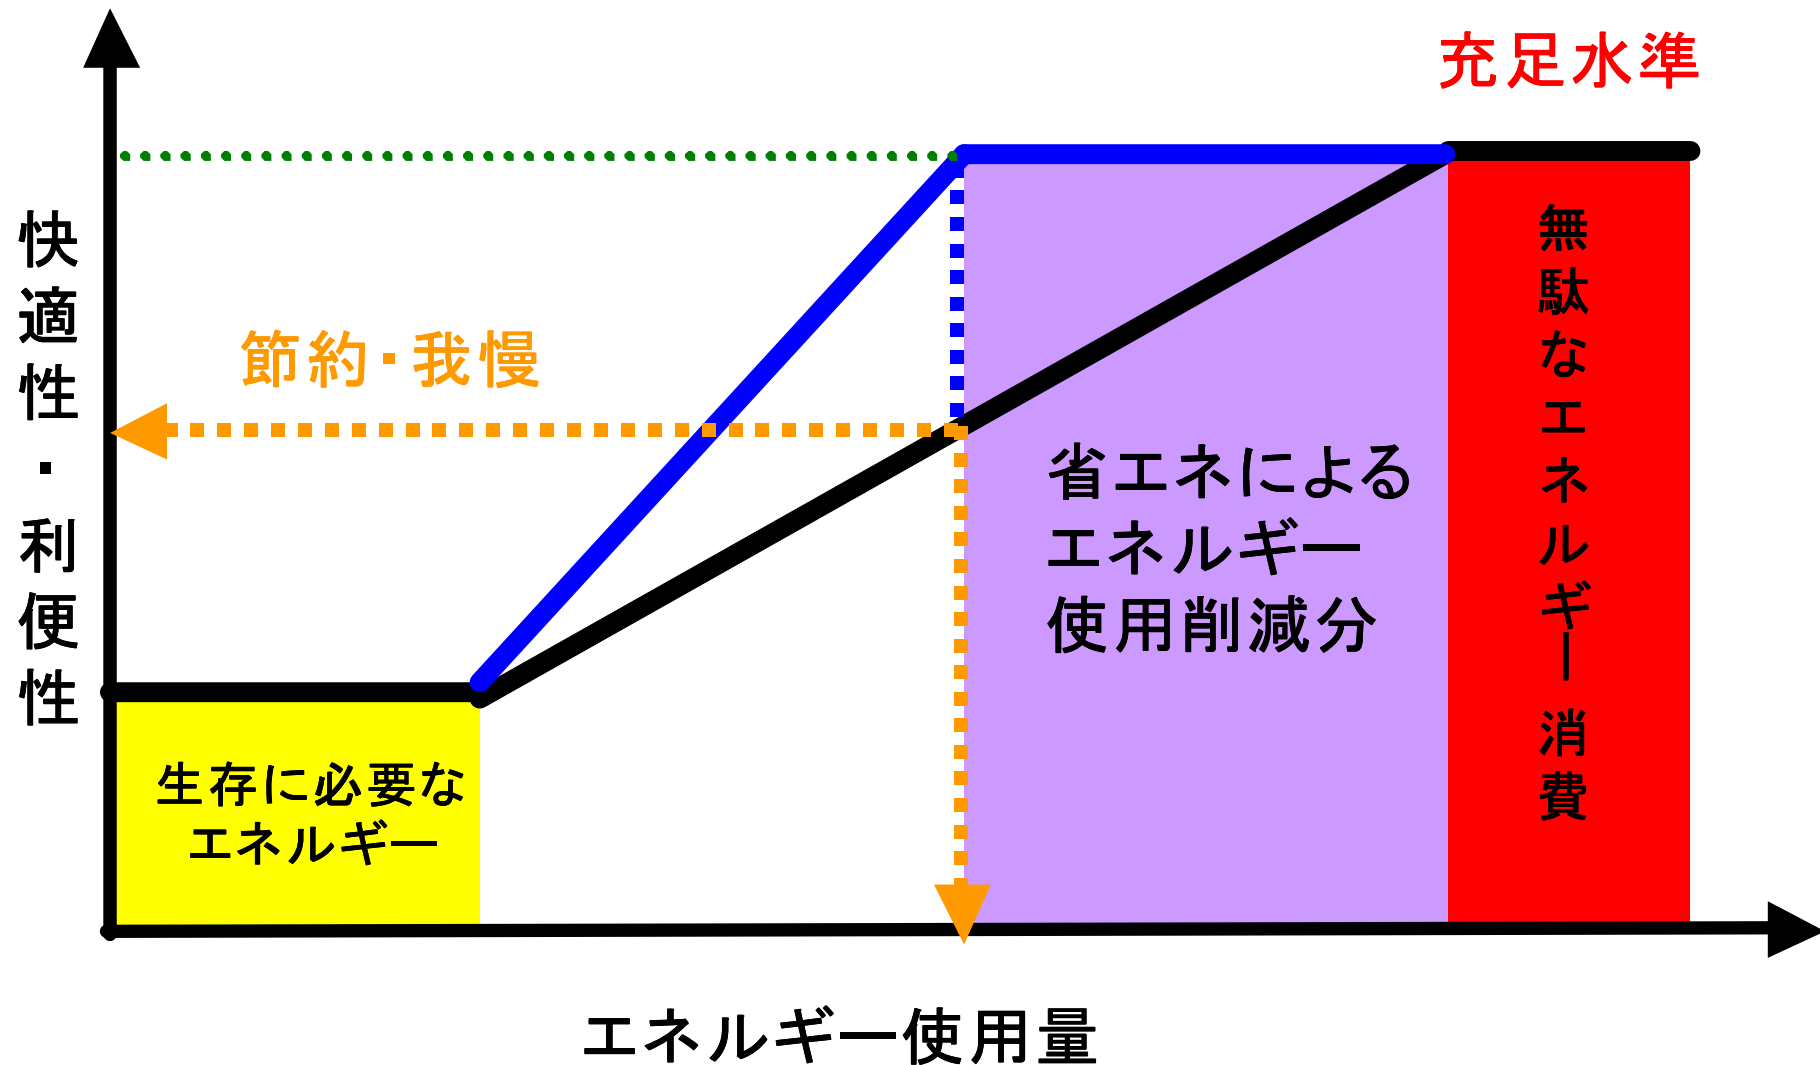 充足水準
快適性・利便性
節約・我慢
無駄なエネルギー消費
省エネによる
エネルギー
使用削減分
生存に必要な
エネルギー
エネルギー使用量